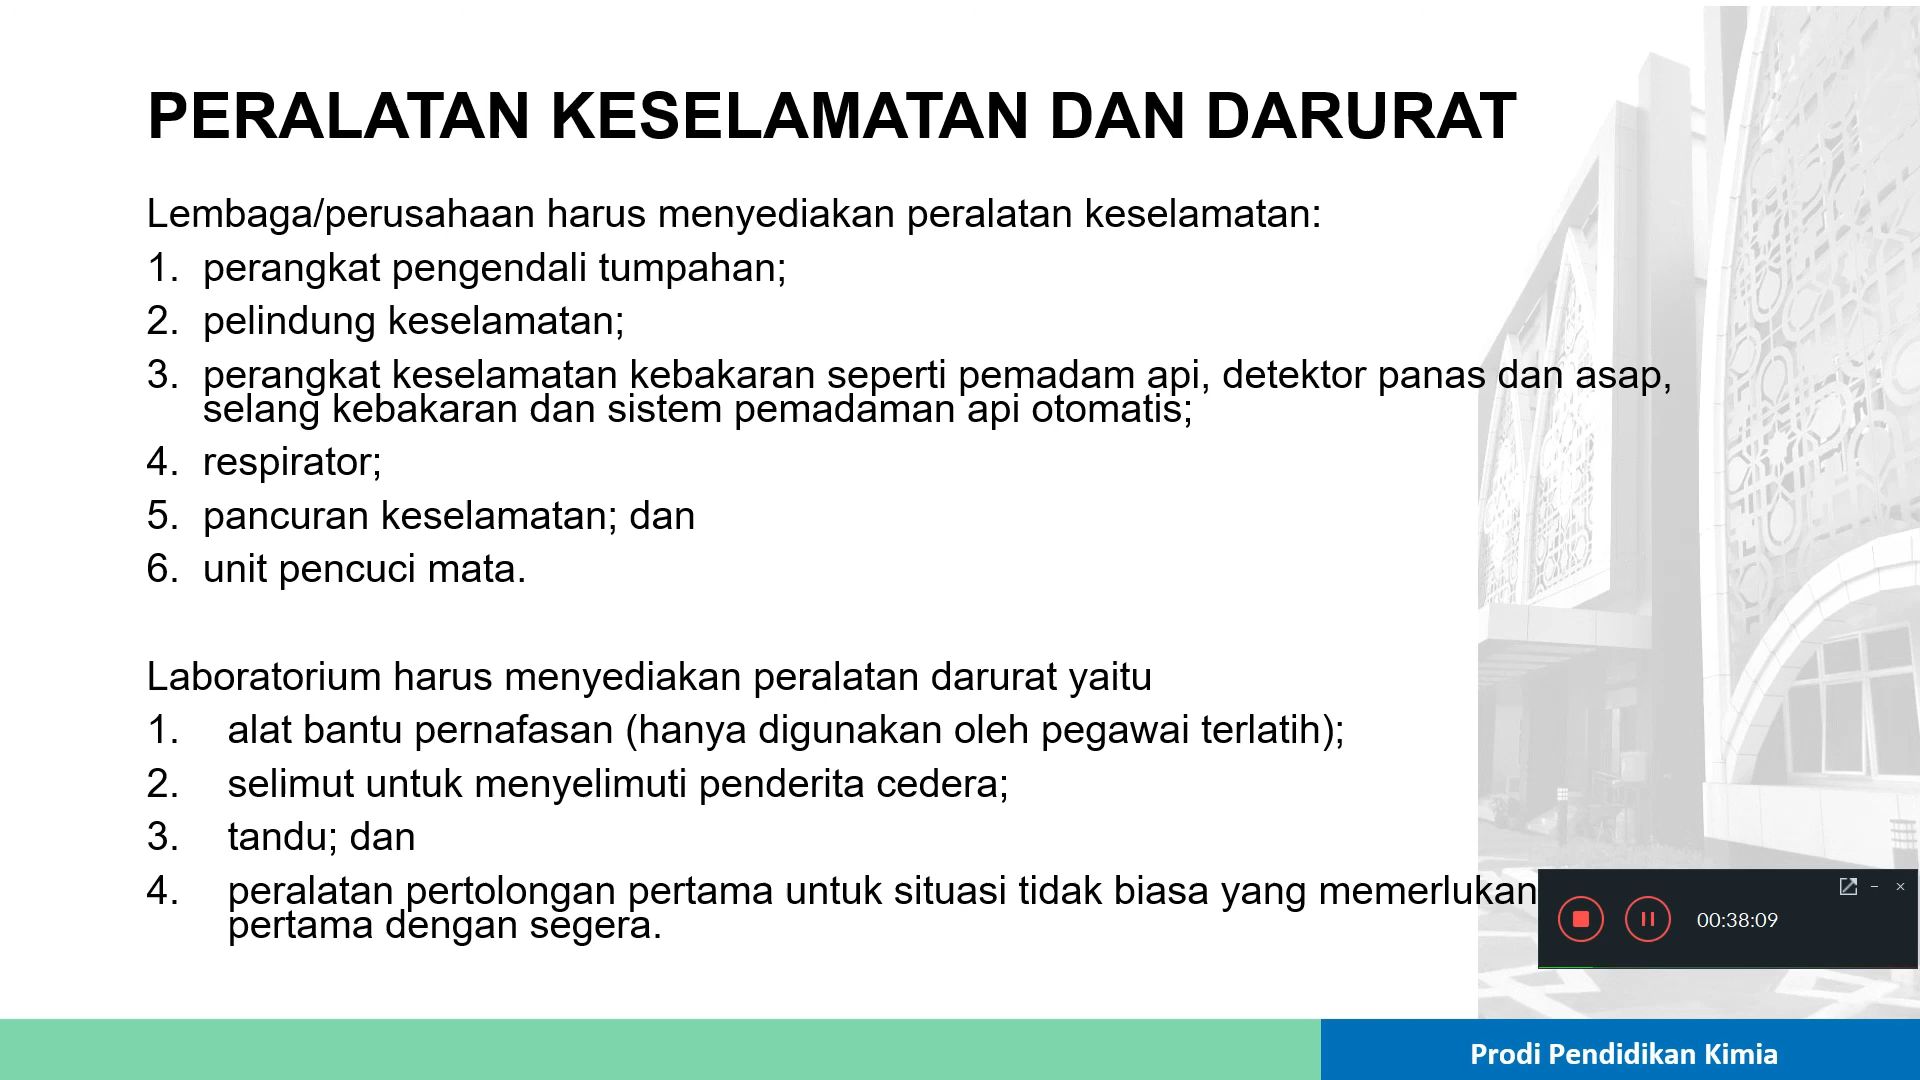 PERALATAN KESELAMATAN DAN DARURAT
Lembaga/perusahaan harus menyediakan peralatan keselamatan:
1. perangkat pengendali tumpahan;
2. pelindung keselamatan;
3. perangkat keselamatan kebakaran seperti pemadam api, detektor panas dan asap,
selang kebakaran dan sistem pemadaman api otomatis;
4. respirator;
5. pancuran keselamatan; dan
6. unit pencuci mata.
Laboratorium harus menyediakan peralatan darurat yaitu
1. alat bantu pernafasan (hanya digunakan oleh pegawai terlatih);
2. selimut untuk menyelimuti penderita cedera;
3. tandu; dan
4. peralatan pertolongan pertama untuk situasi tidak biasa yang memerlukan
pertama dengan segera.
00:38:09
Prodi Pendidikan Kimia